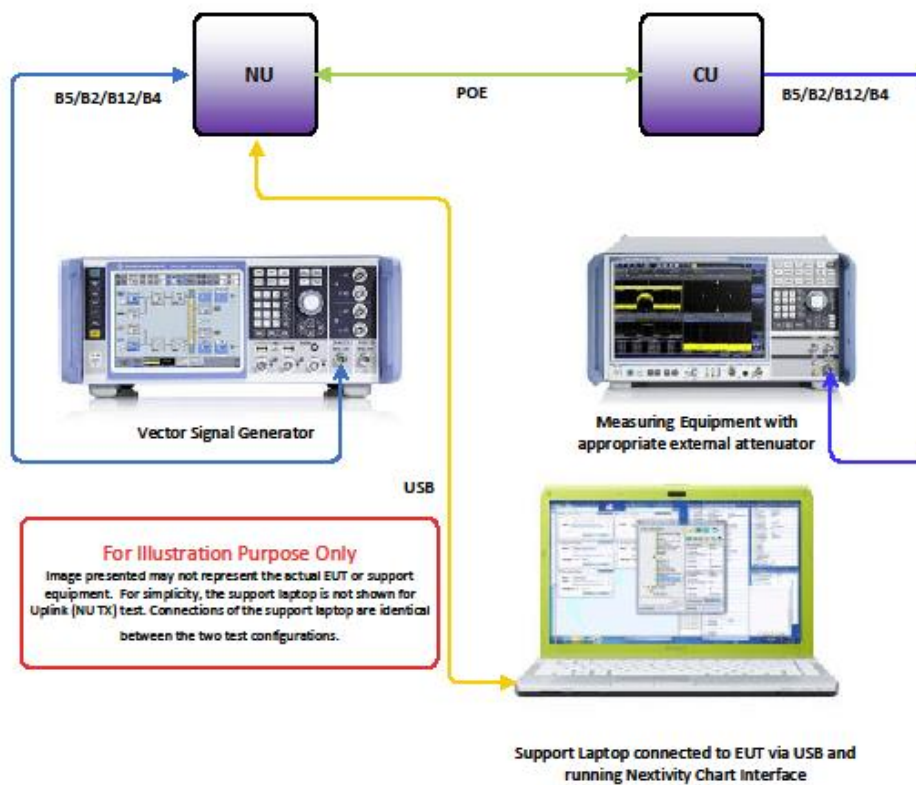 NU
CU
B5/B2/B12/B4
POE
B5/B2/B12/B4
Vector Signal Generator
Measuring Equipment with
appropriate external attenuator
USB
For Illustration Purpose Only
Image presented may not represent the actual EUT or support
equipment. For simplicity, the support laptop is not shown for
Uplink (NU TX) test. Connections of the support laptop are identical
between the two test configurations.
Support Laptop connected to EUT via USB and
running Nextivity Chart Interface